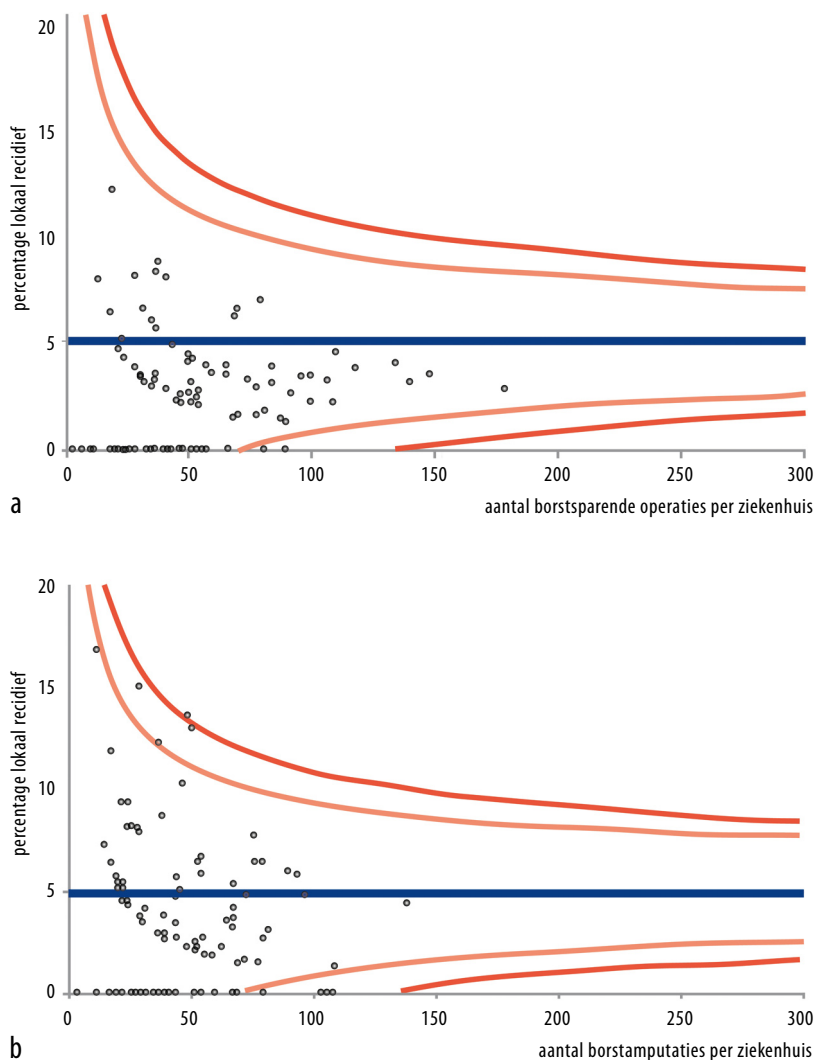 percentage lokaal recidief
20
15
10
5
0
0 50 100 150 200 250 300
a
aantal borstsparende operaties per ziekenhuis
percentage lokaal recidief
20
15
10
5
0
0 50 100 150 200 250 300
b
aantal borstamputaties per ziekenhuis